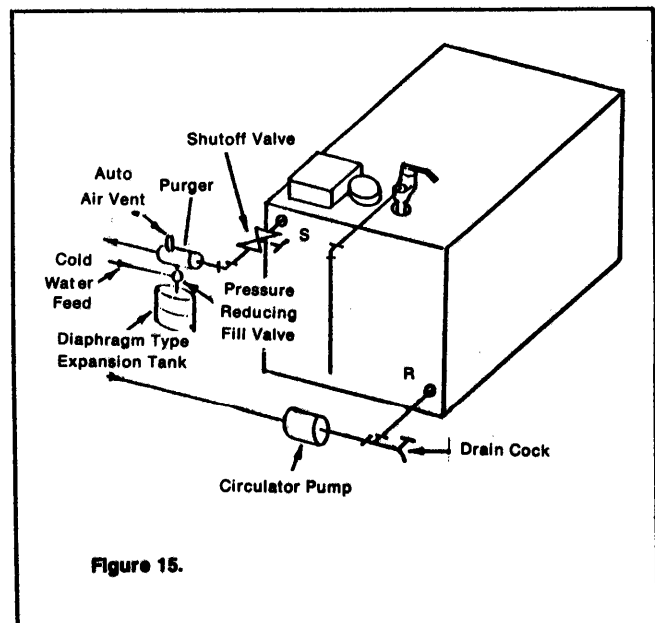 Shutoff Valve
Auto
Air Vent
Purger
S
Cold
Water
Feed
Pressure
Reducing
Fill Valve
Diaphragm Type
Expansion Tank
R
Drain Cock
Circulator Pump
Figure 15.